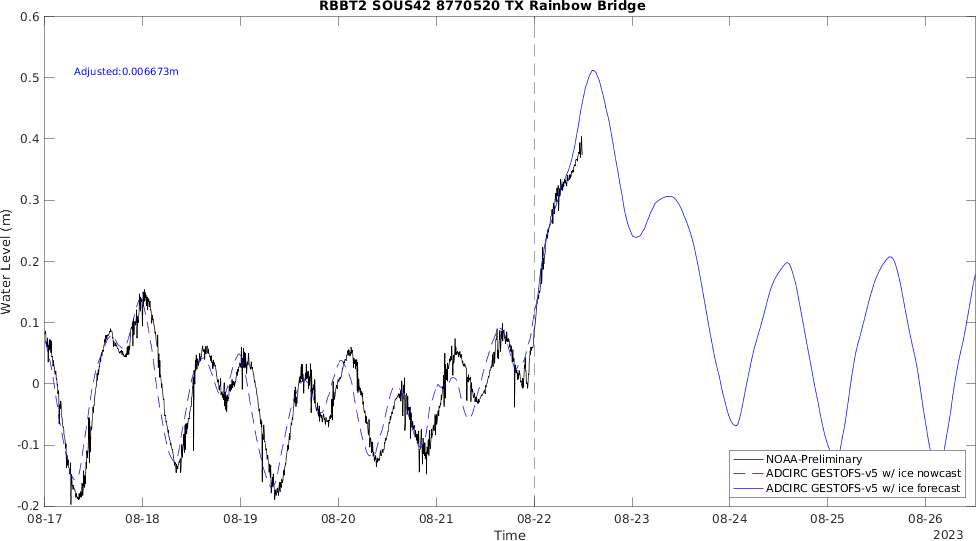 RBBT2 SOUS42 8770520 TX Rainbow Bridge
Adjusted:0.006673m
Water Level (m)
0.6
0.5
0.4
0.3
0.2
0.1
0
-0.1
-0.2
08-17 08-18 08-19 08-20 08-21 08-22 08-23 08-24 08-25 08-26
Time
2023
NOAA-Preliminary
ADCIRC GESTOFS-v5 w/ ice nowcast
ADCIRC GESTOFS-v5 w/ ice forecast